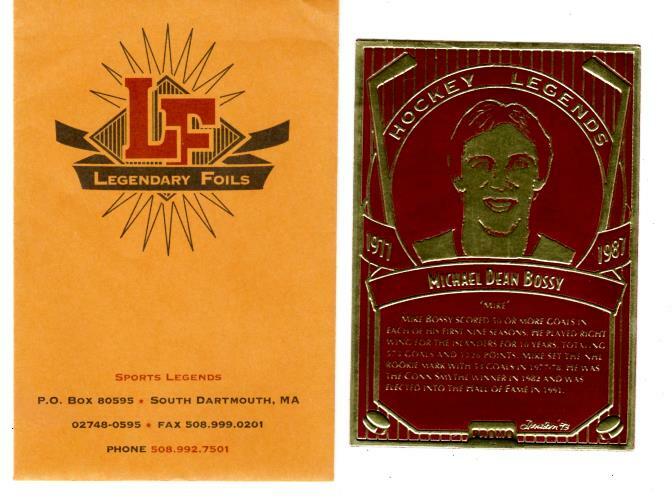 LF
LEGENDARY FOILS
SPORTS LEGENDS
P.O. BOX 80595 • SOUTH DARTMOUTH, MA
02748-0595 • FAX 508.999.0201
PHONE 508.992.7501
HOCKEY LEGENDS
1977
1987
MICHAEL DEAN BOSSY
"MIKE"
MIKE BOSSY SCORED 50 OR MORE GOALS IN
EACH OF HIS FIRST NINE SEASONS. HE PLAYED RIGHT
WING FOR THE ISLANDERS FOR 10 YEARS, TOTALING
573 GOALS AND 1126 POINTS. MIKE SET THE NHL
ROOKIE MARK WITH 53 GOALS IN 1977-78. HE WAS
THE CONN SMYTHE WINNER IN 1982 AND WAS
ELECTED INTO THE HALL OF FAME IN 1991.
PROMO